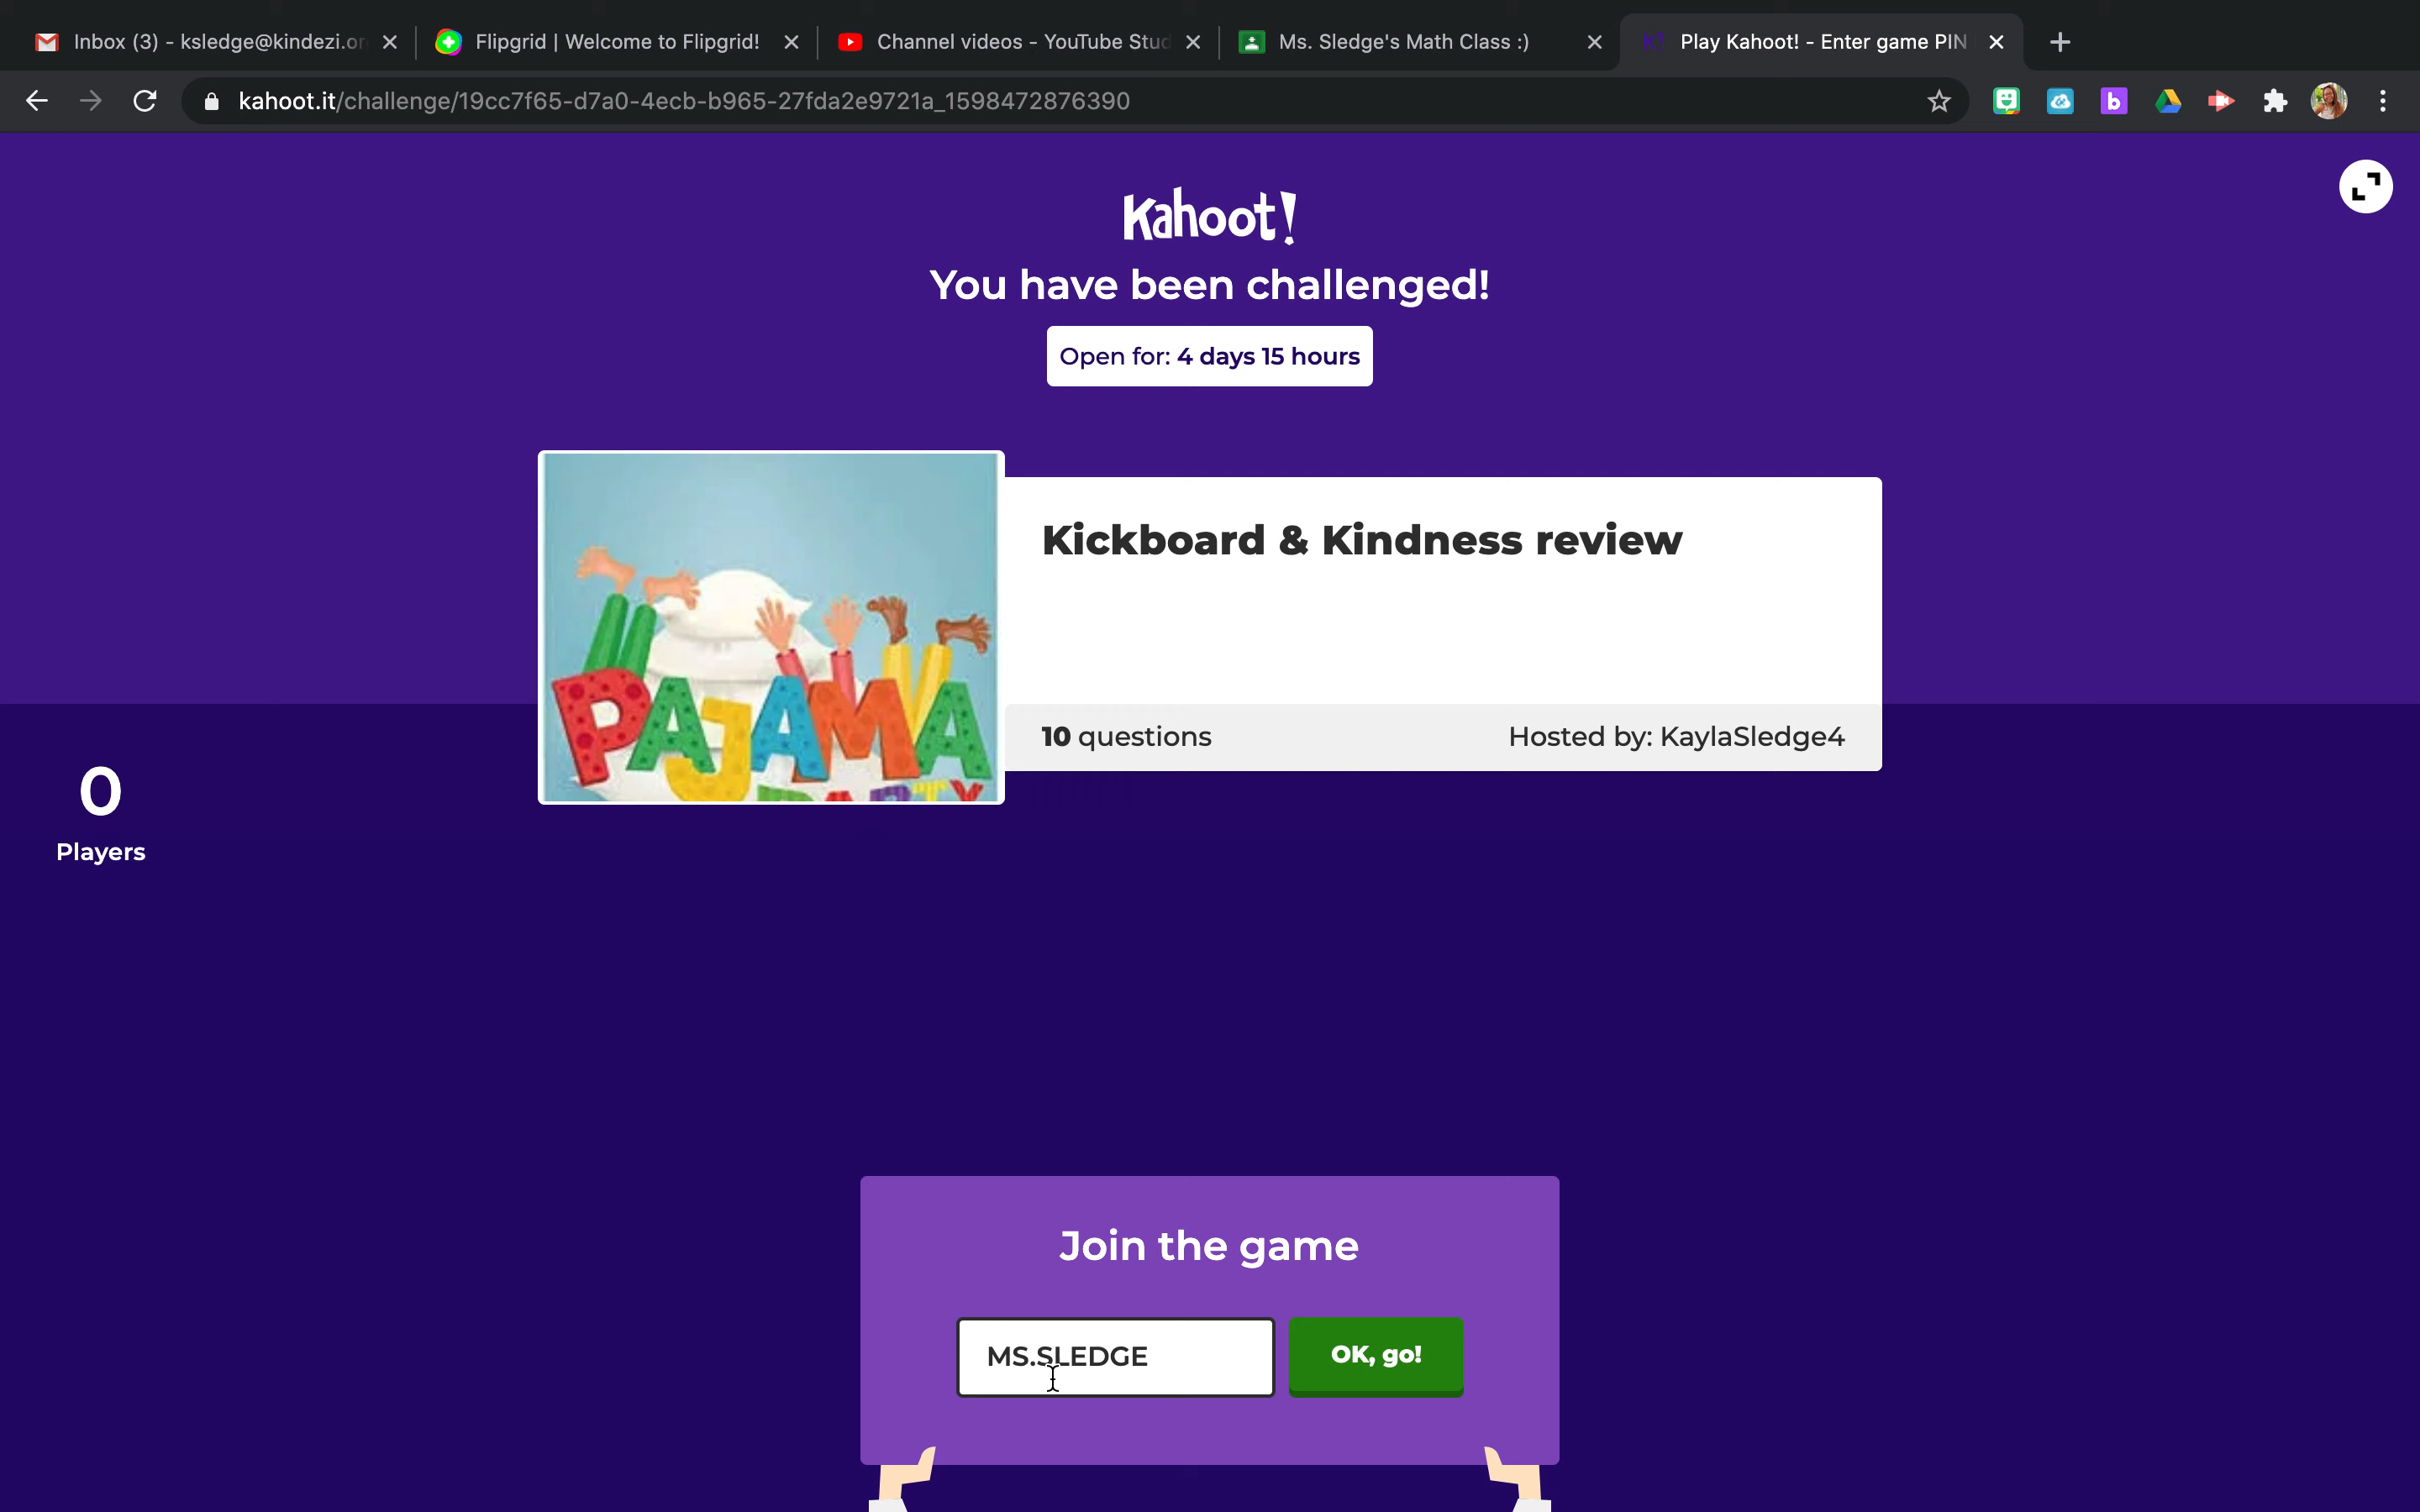 Inbox (3) - ksledge@kindezi.or
Flipgrid | Welcome to Flipgrid!
Channel videos - YouTube Stud
Ms. Sledge's Math Class :)
Play Kahoot! - Enter game PIN
kahoot.it/challenge/19cc7f65-d7a0-4ecb-b965-27fda2e9721a_1598472876390
Kahoot!
You have been challenged!
Open for: 4 days 15 hours
PAJAMA
PARTY
Kickboard & Kindness review
10 questions
Hosted by: KaylaSledge4
0
Players
Join the game
MS.SLEDGE
OK, go!